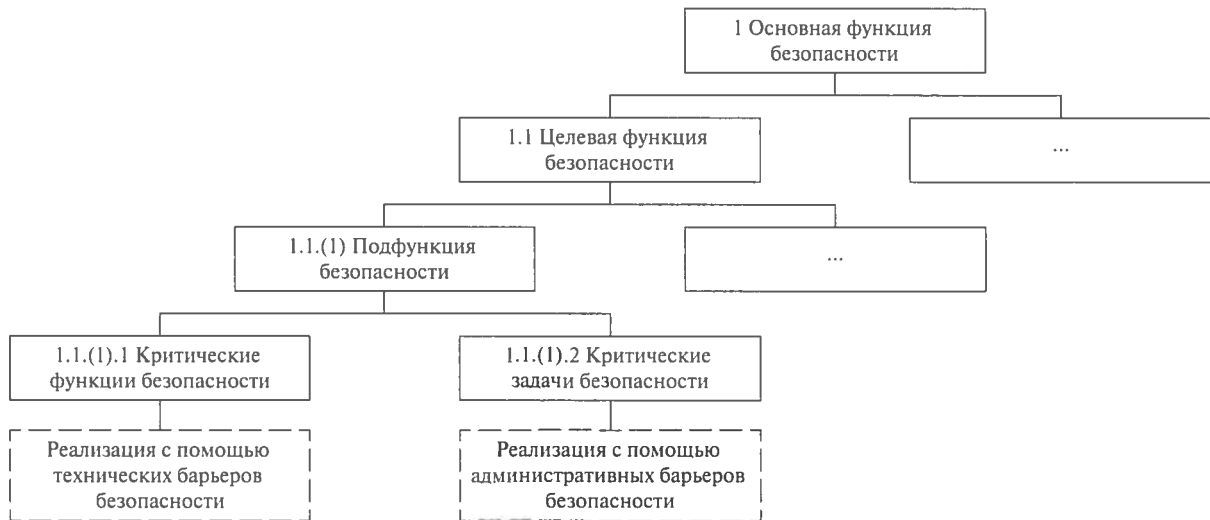 1 Основная функция
безопасности
1.1 Целевая функция
безопасности
...
1.1.(1) Подфункция
безопасности
...
1.1.(1).1 Критические
функции безопасности
1.1.(1).2 Критические
задачи безопасности
Реализация с помощью
технических барьеров
безопасности
Реализация с помощью
административных барьеров
безопасности